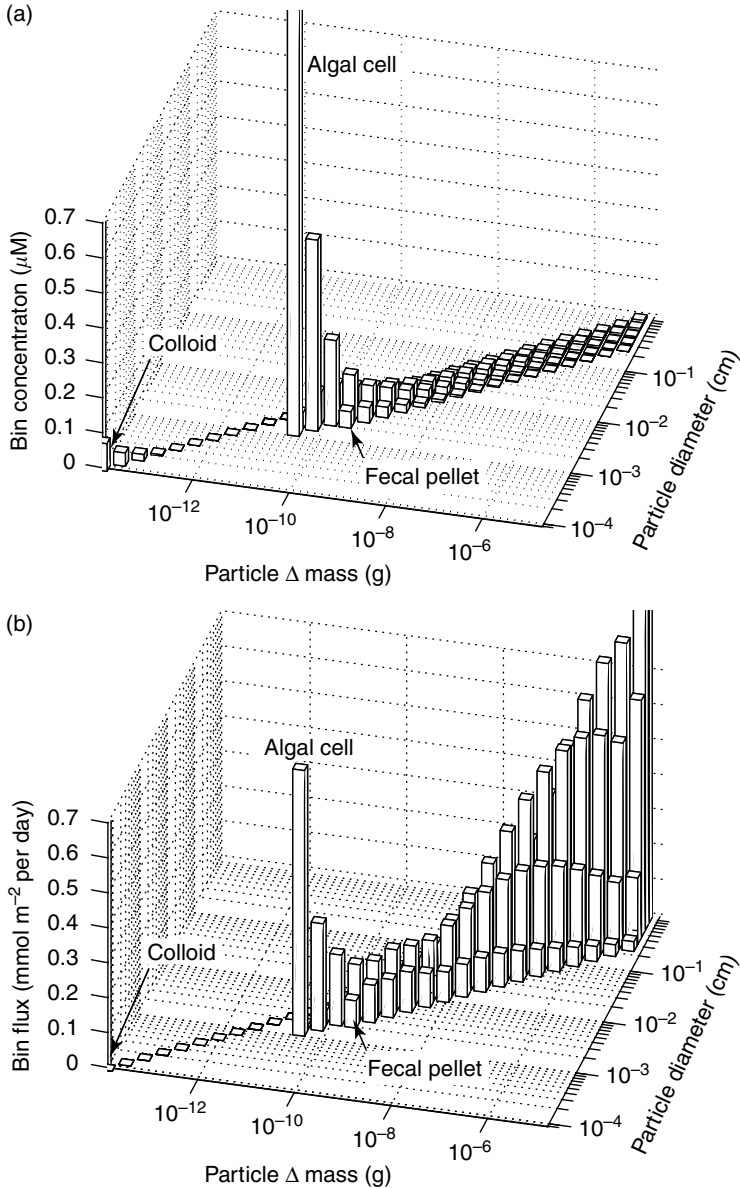 (a)
Algal cell
0.7
0.6
0.5
0.4
0.3
0.2
0.1
0
Bin concentraton (μM)
Colloid
Fecal pellet
10⁻¹²
10⁻¹⁰
10⁻⁸
10⁻⁶
Particle Δ mass (g)
10⁻¹
10⁻²
10⁻³
10⁻⁴
Particle diameter (cm)
(b)
Algal cell
0.7
0.6
0.5
0.4
0.3
0.2
0.1
0
Bin flux (mmol m⁻² per day)
Colloid
Fecal pellet
10⁻¹²
10⁻¹⁰
10⁻⁸
10⁻⁶
Particle Δ mass (g)
10⁻¹
10⁻²
10⁻³
10⁻⁴
Particle diameter (cm)